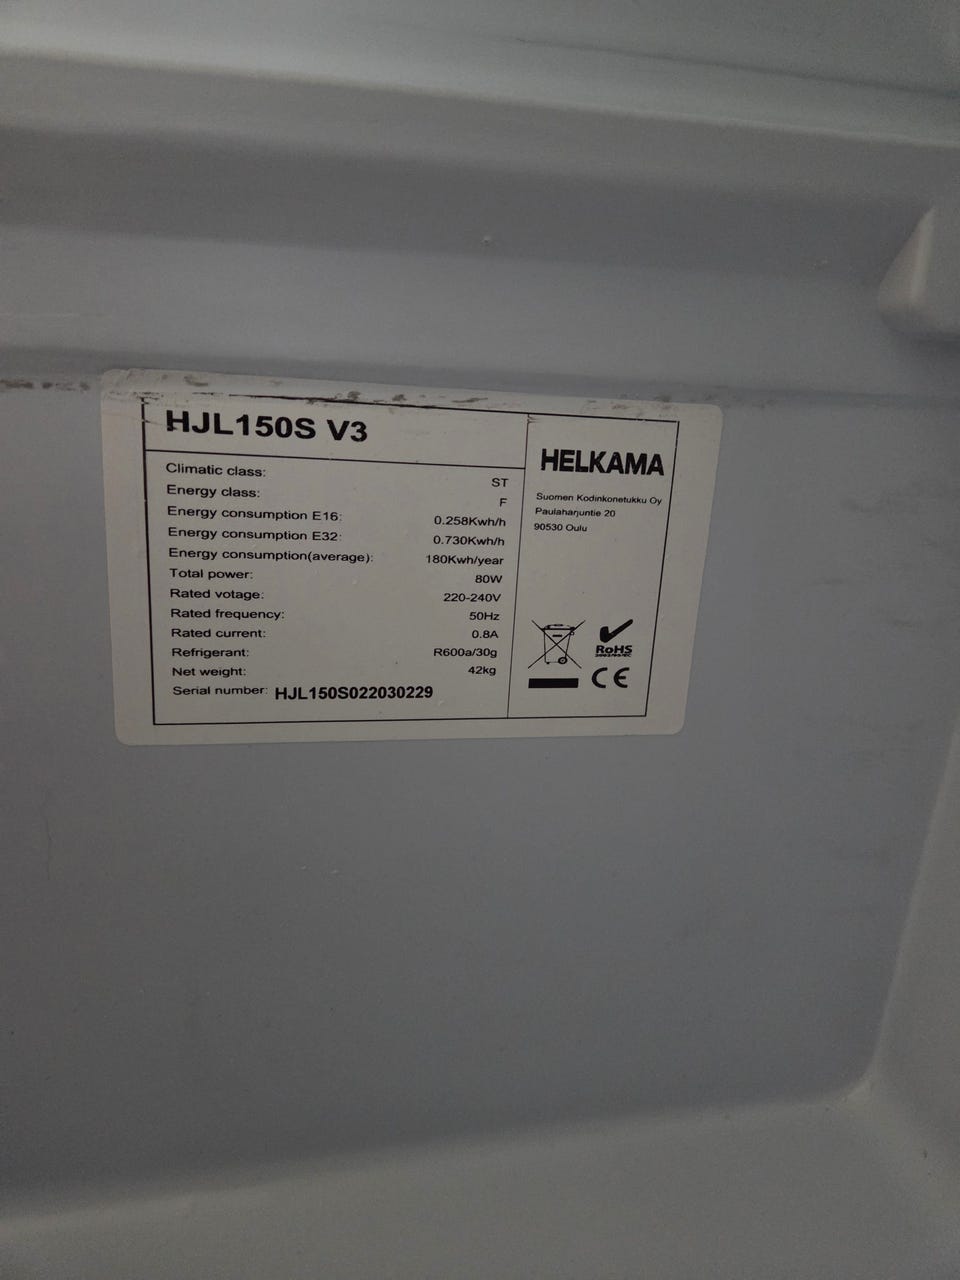 HJL150S V3
Climatic class: ST
Energy class: F
Energy consumption E16: 0.258Kwh/h
Energy consumption E32: 0.730Kwh/h
Energy consumption(average): 180Kwh/year
Total power: 80W
Rated votage: 220-240V
Rated frequency: 50Hz
Rated current: 0.8A
Refrigerant: R600a/30g
Net weight: 42kg
Serial number: HJL150S022030229
HELKAMA
Suomen Kodinkonetukku Oy
Paulaharjuntie 20
90530 Oulu
RoHS
CE